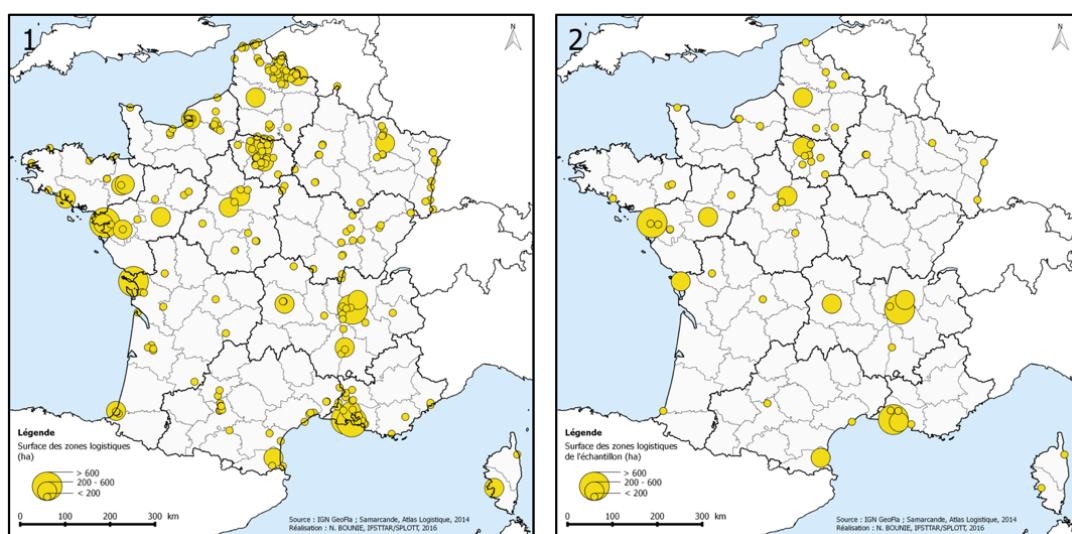 1
N
Légende
Surface des zones logistiques
(ha)
> 600
200 - 600
< 200
0 100 200 300 km
Source : IGN GeoFla ; Samarcande, Atlas Logistique, 2014
Réalisation : N. BOUNIE, IFSTTAR/SPLOTT, 2016
2
N
Légende
Surface des zones logistiques
de l'échantillon (ha)
> 600
200 - 600
< 200
0 100 200 300 km
Source : IGN GeoFla ; Samarcande, Atlas Logistique, 2014
Réalisation : N. BOUNIE, IFSTTAR/SPLOTT, 2016